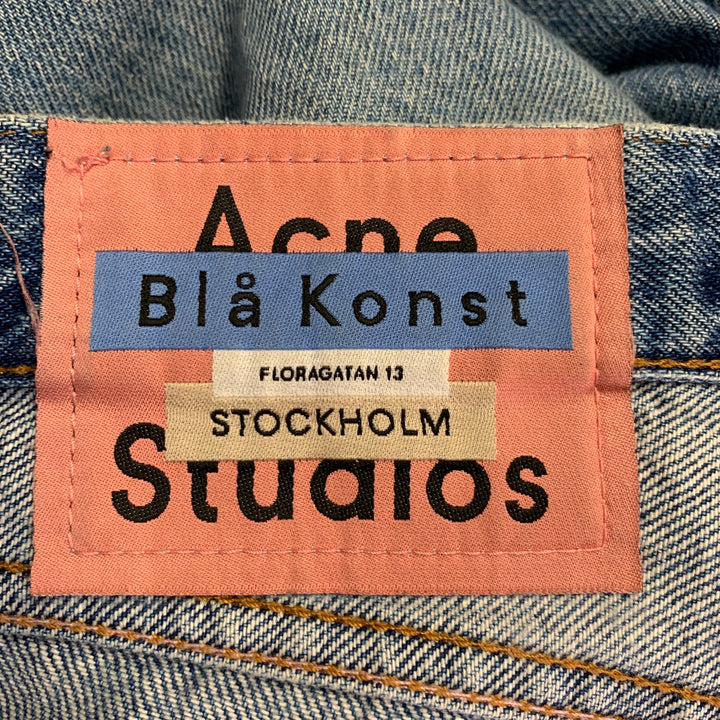 Acne
Blå Konst
FLORAGATAN 13
STOCKHOLM
Studios